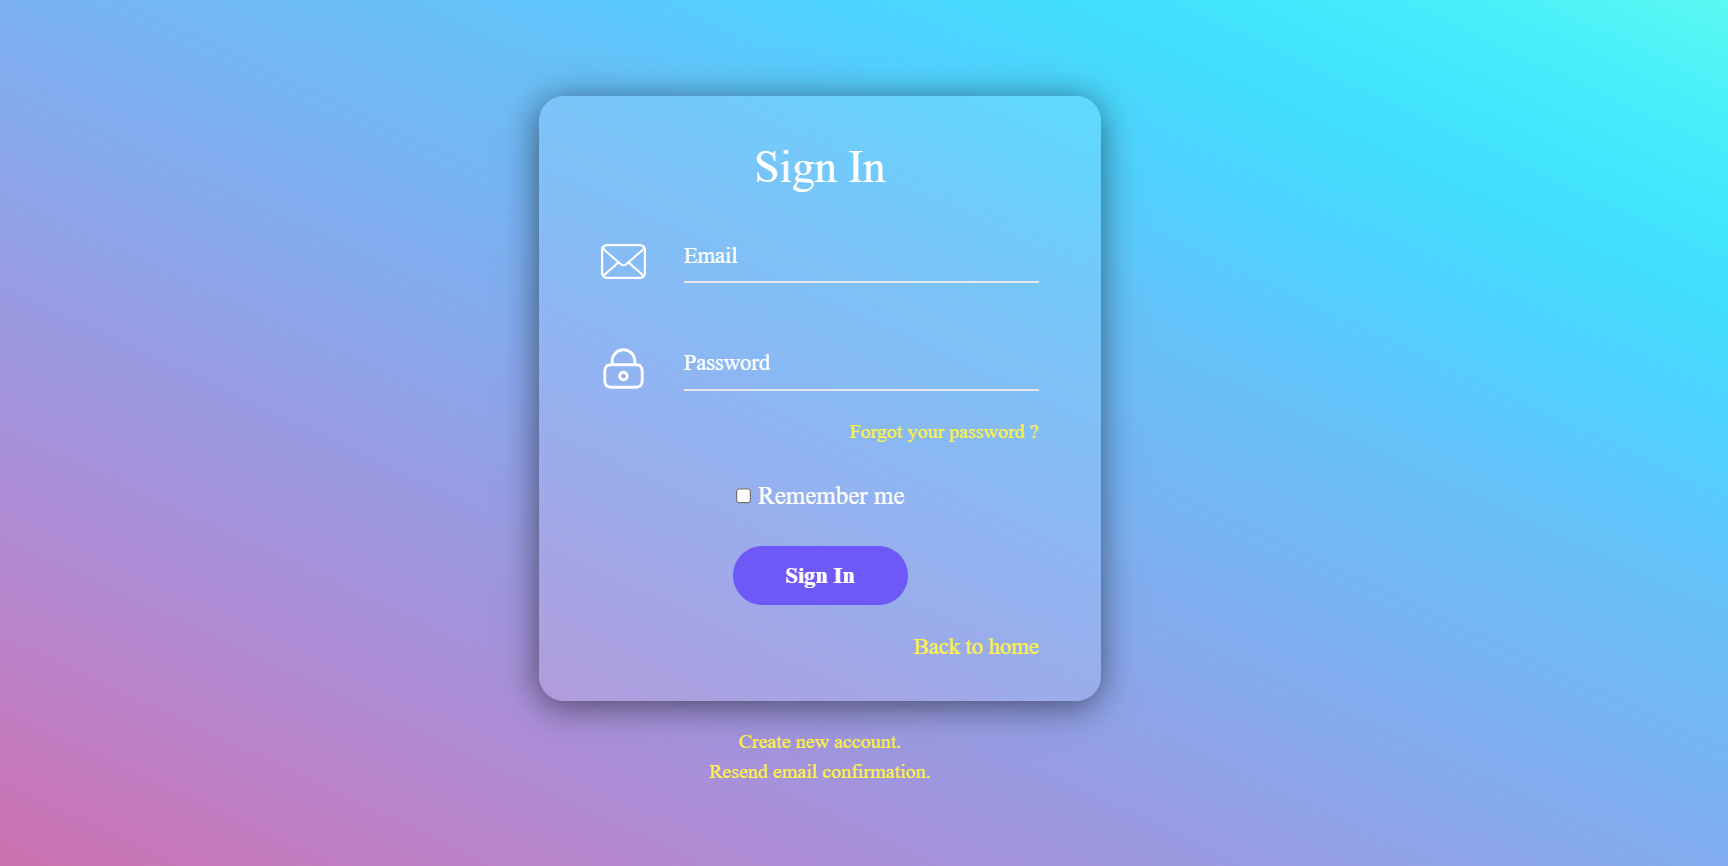 Sign In
Email
Password
Forgot your password ?
Remember me
Sign In
Back to home
Create new account.
Resend email confirmation.